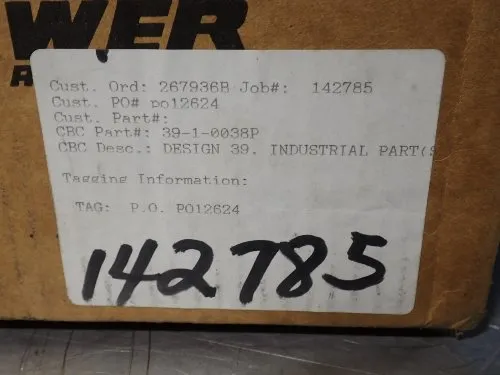 WER
Cust. Ord: 267936B Job#: 142785
Cust. PO# po12624
Cust. Part#:
CBC Part#: 39-1-0038P
CBC Desc.: DESIGN 39. INDUSTRIAL PART(S
Tagging Information:
TAG: P.O. PO12624
142785